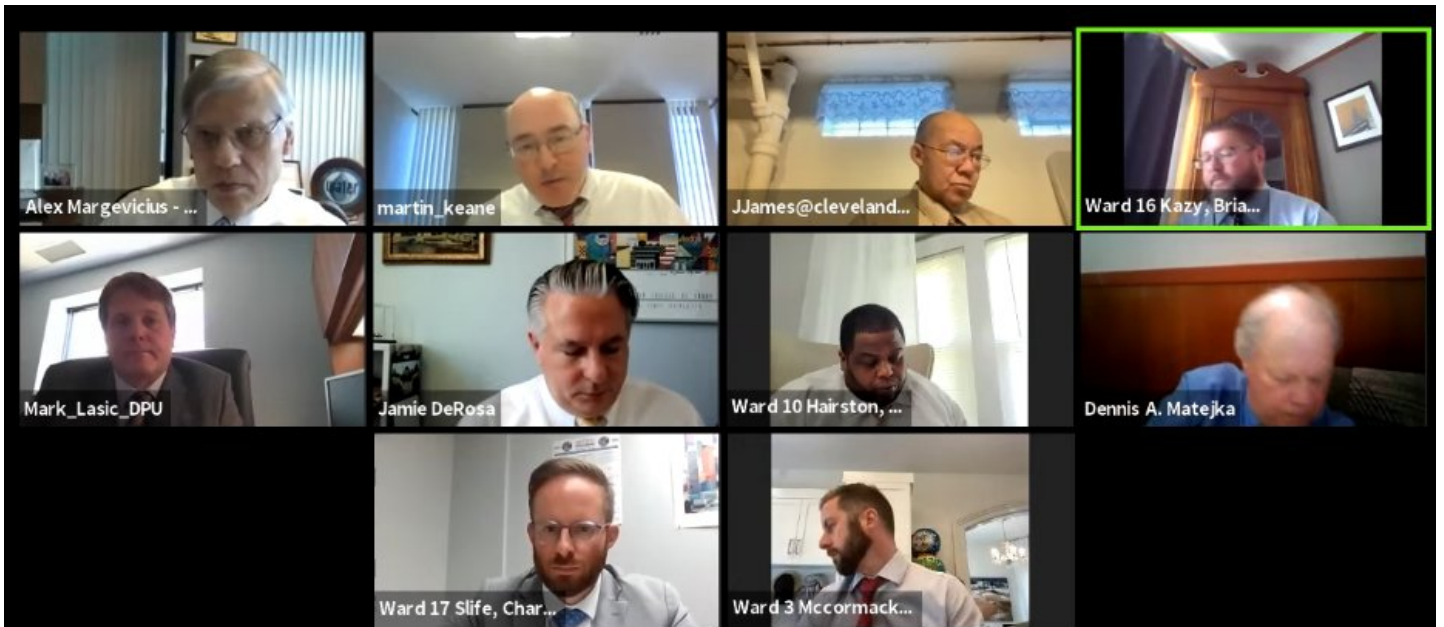 Alex Margevicius - ...
martin_keane
JJames@cleveland...
Ward 16 Kazy, Bria...
Mark_Lasic_DPU
Jamie DeRosa
Ward 10 Hairston, ...
Dennis A. Matejka
Ward 17 Slife, Char...
Ward 3 Mccormack...
water